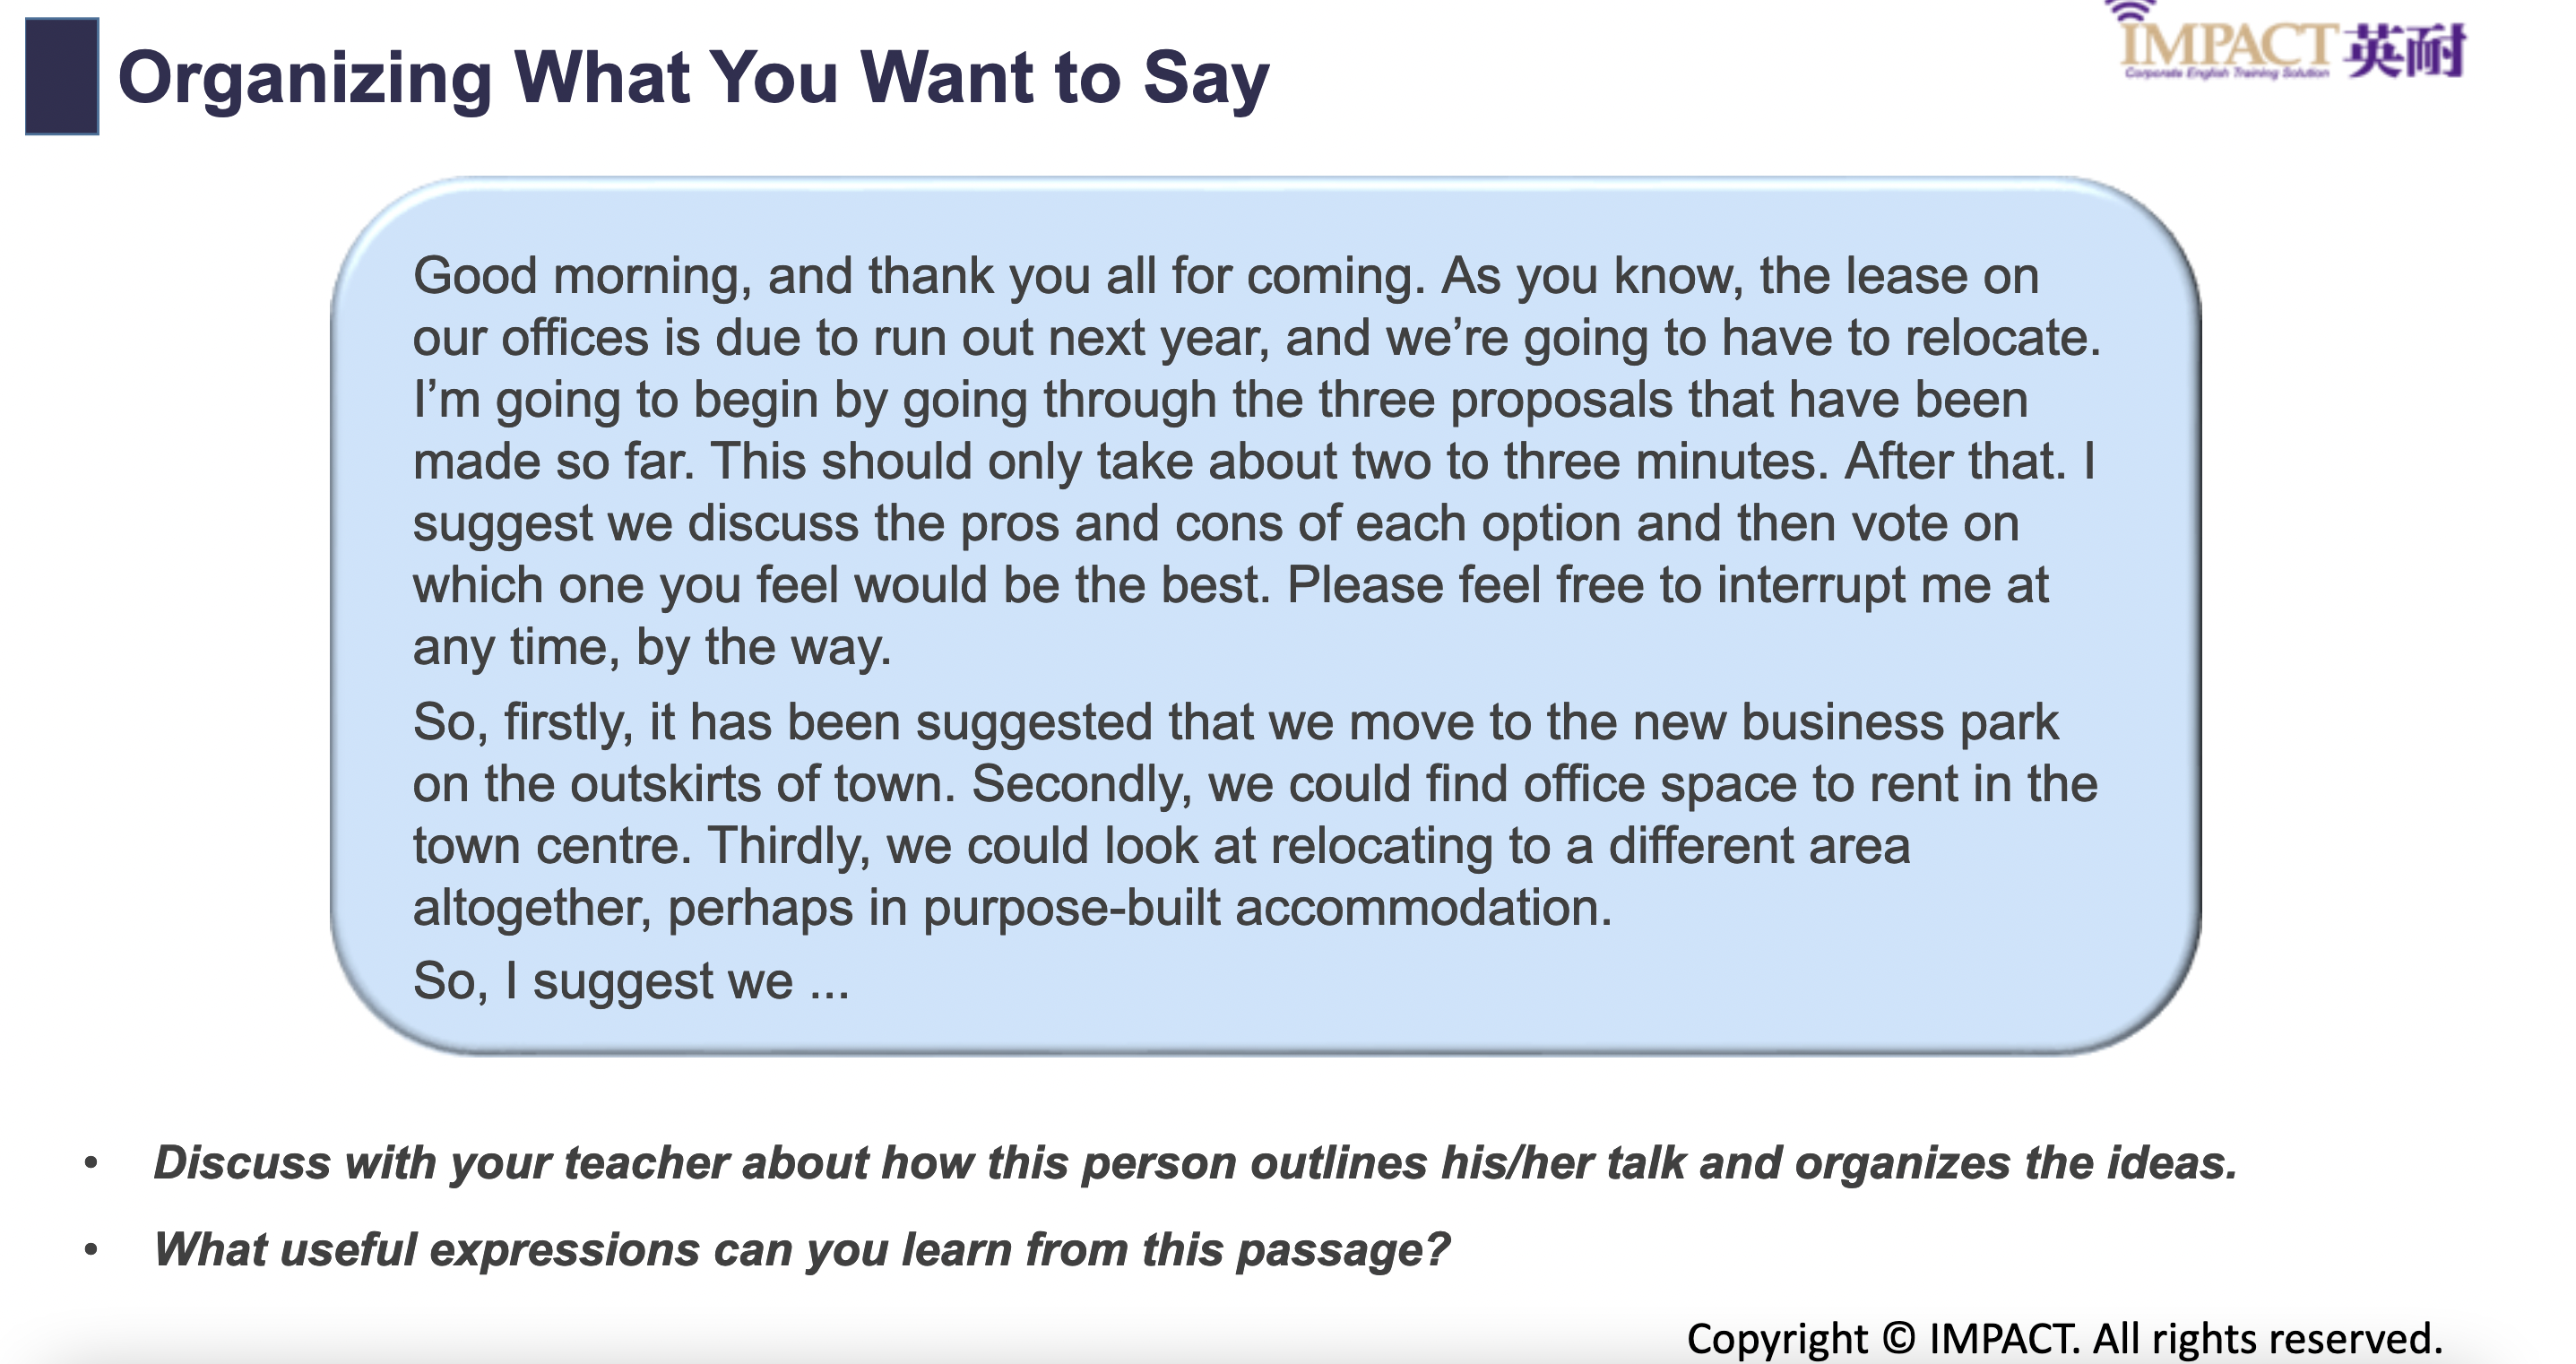 Organizing What You Want to Say
IMPACT英耐
Corporate English Training Solution
Good morning, and thank you all for coming. As you know, the lease on
our offices is due to run out next year, and we’re going to have to relocate.
I’m going to begin by going through the three proposals that have been
made so far. This should only take about two to three minutes. After that. I
suggest we discuss the pros and cons of each option and then vote on
which one you feel would be the best. Please feel free to interrupt me at
any time, by the way.
So, firstly, it has been suggested that we move to the new business park
on the outskirts of town. Secondly, we could find office space to rent in the
town centre. Thirdly, we could look at relocating to a different area
altogether, perhaps in purpose-built accommodation.
So, I suggest we ...
• Discuss with your teacher about how this person outlines his/her talk and organizes the ideas.
• What useful expressions can you learn from this passage?
Copyright © IMPACT. All rights reserved.